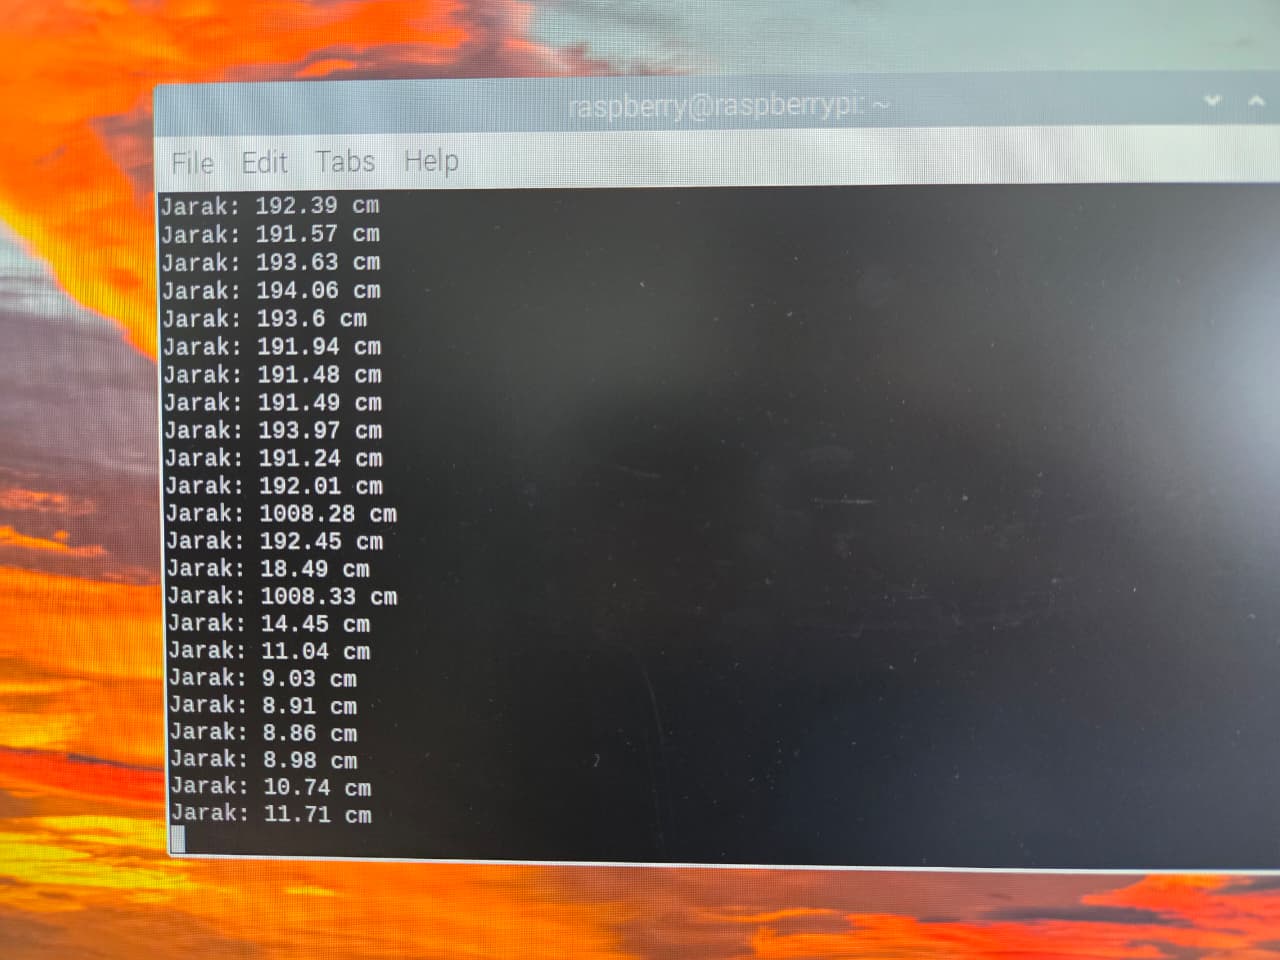 raspberry@raspberrypi: ~
File Edit Tabs Help
Jarak: 192.39 cm
Jarak: 191.57 cm
Jarak: 193.63 cm
Jarak: 194.06 cm
Jarak: 193.6 cm
Jarak: 191.94 cm
Jarak: 191.48 cm
Jarak: 191.49 cm
Jarak: 193.97 cm
Jarak: 191.24 cm
Jarak: 192.01 cm
Jarak: 1008.28 cm
Jarak: 192.45 cm
Jarak: 18.49 cm
Jarak: 1008.33 cm
Jarak: 14.45 cm
Jarak: 11.04 cm
Jarak: 9.03 cm
Jarak: 8.91 cm
Jarak: 8.86 cm
Jarak: 8.98 cm
Jarak: 10.74 cm
Jarak: 11.71 cm